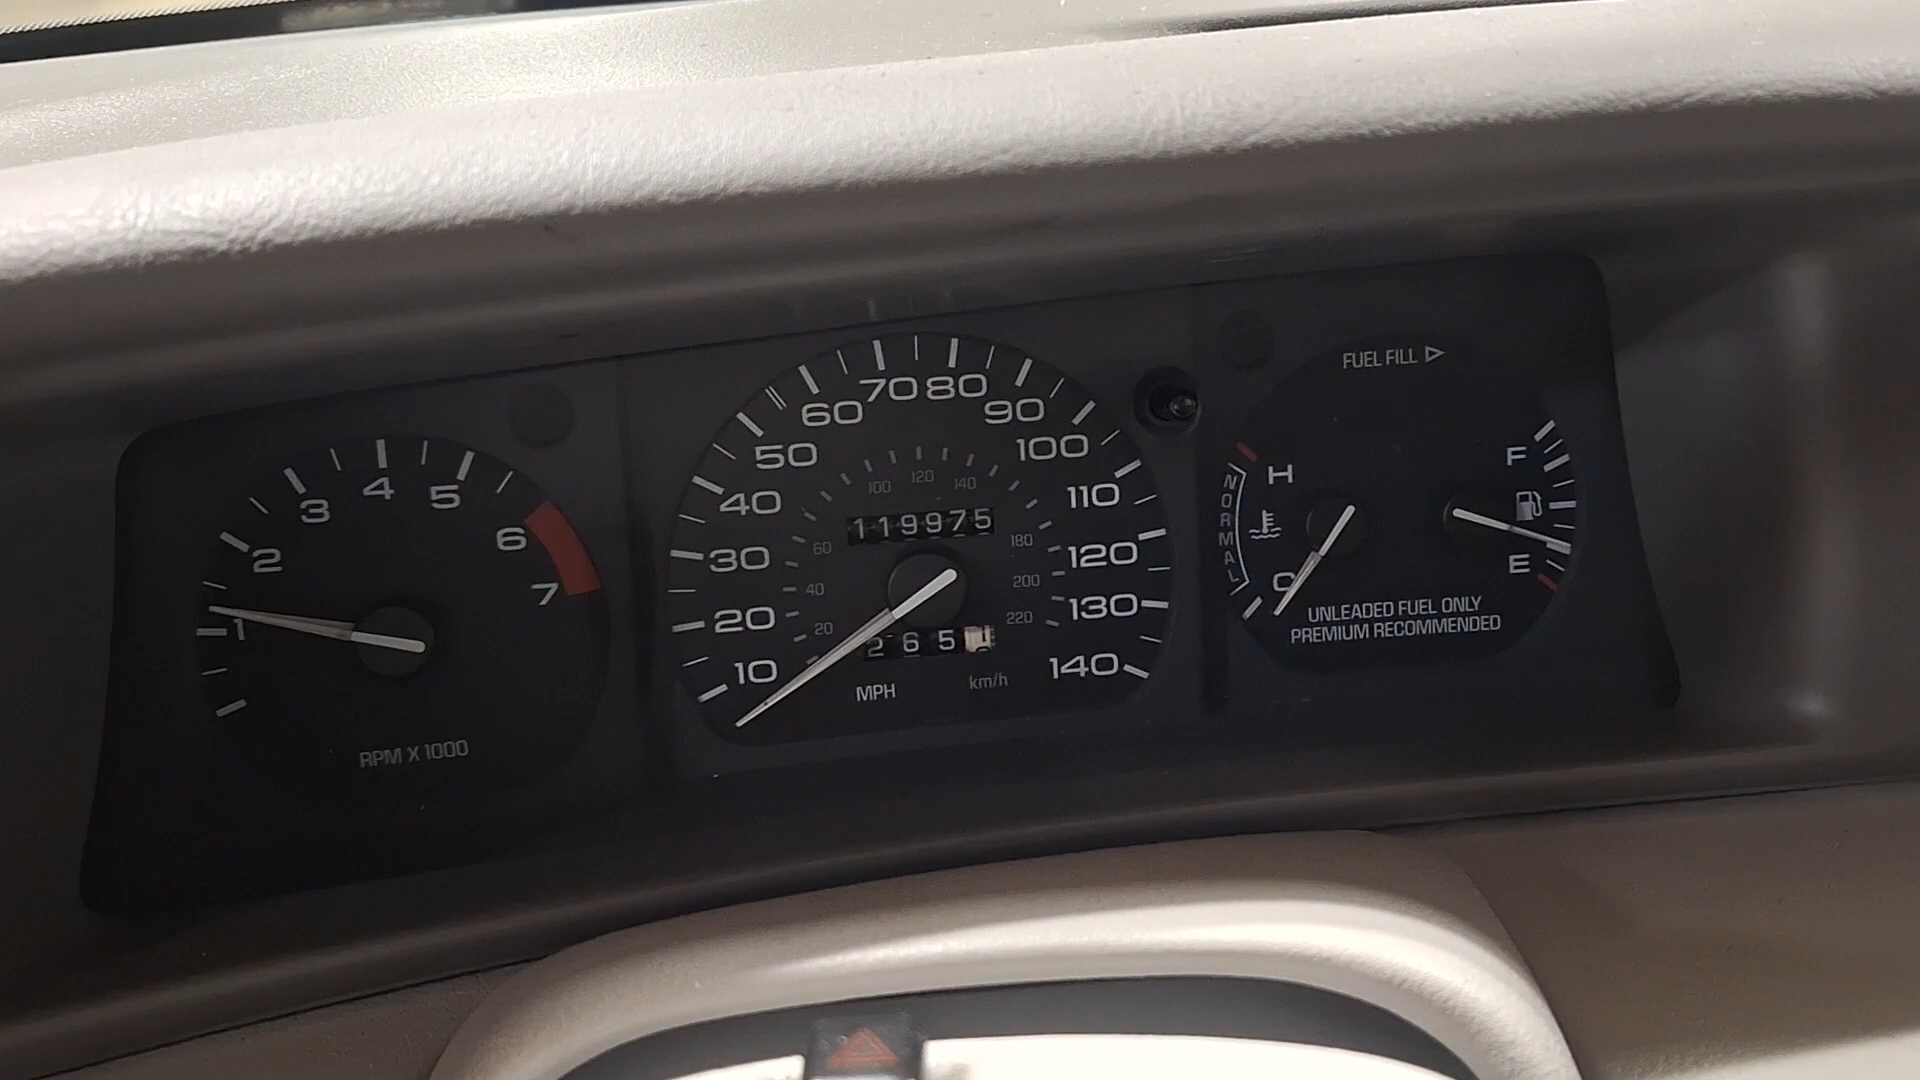 1
2
3
4
5
6
7
RPM X 1000
10
20
30
40
50
60
70
80
90
100
110
120
130
140
20
40
60
100
120
140
180
200
220
119975
265
MPH
km/h
FUEL FILL
H
NORMAL
C
F
E
UNLEADED FUEL ONLY
PREMIUM RECOMMENDED